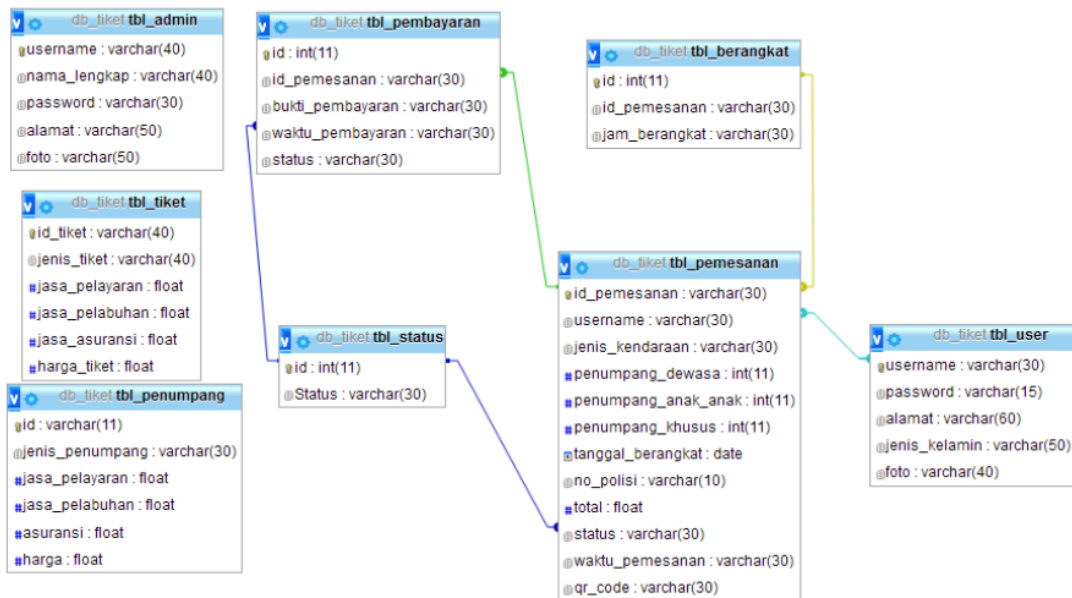 db_tiket tbl_admin
username : varchar(40)
nama_lengkap : varchar(40)
password : varchar(30)
alamat : varchar(50)
foto : varchar(50)
db_tiket tbl_pembayaran
id : int(11)
id_pemesanan : varchar(30)
bukti_pembayaran : varchar(30)
waktu_pembayaran : varchar(30)
status : varchar(30)
db_tiket tbl_berangkat
id : int(11)
id_pemesanan : varchar(30)
jam_berangkat : varchar(30)
db_tiket tbl_tiket
id_tiket : varchar(40)
jenis_tiket : varchar(40)
#jasa_pelayaran : float
#jasa_pelabuhan : float
#jasa_asuransi : float
#harga_tiket : float
db_tiket tbl_status
id : int(11)
Status : varchar(30)
db_tiket tbl_pemesanan
id_pemesanan : varchar(30)
username : varchar(30)
jenis_kendaraan : varchar(30)
#penumpang_dewasa : int(11)
#penumpang_anak_anak : int(11)
#penumpang_khusus : int(11)
tanggal_berangkat : date
no_polisi : varchar(10)
#total : float
status : varchar(30)
waktu_pemesanan : varchar(30)
qr_code : varchar(30)
db_tiket tbl_user
username : varchar(30)
password : varchar(15)
alamat : varchar(60)
jenis_kelamin : varchar(50)
foto : varchar(40)
db_tiket tbl_penumpang
id : varchar(11)
jenis_penumpang : varchar(30)
#jasa_pelayaran : float
#jasa_pelabuhan : float
#asuransi : float
#harga : float